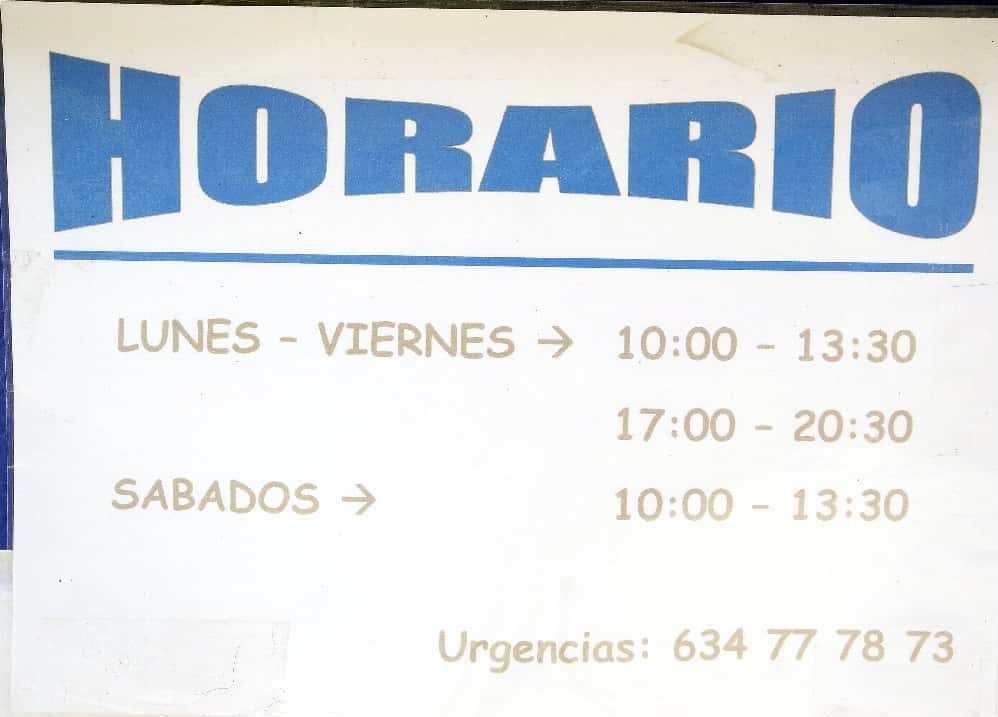 HORARIO
LUNES - VIERNES → 10:00 - 13:30
17:00 - 20:30
SABADOS → 10:00 - 13:30
Urgencias: 634 77 78 73